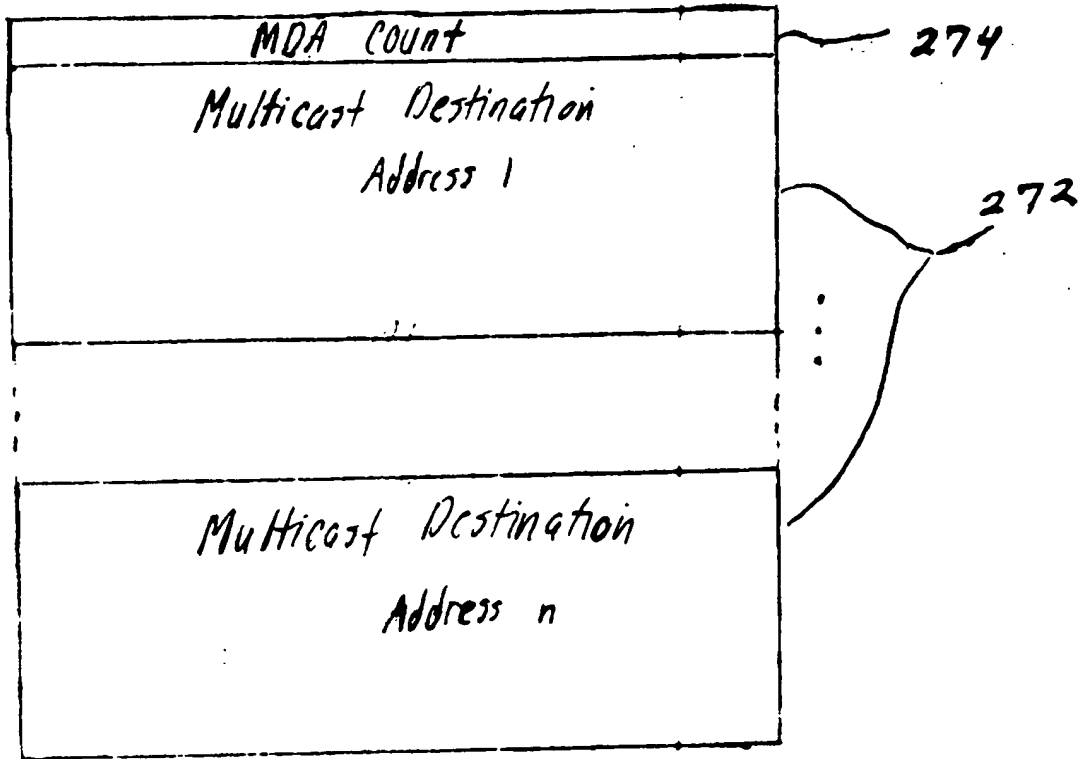 MDA Count
274
Multicast Destination
Address 1
272
Multicast Destination
Address n